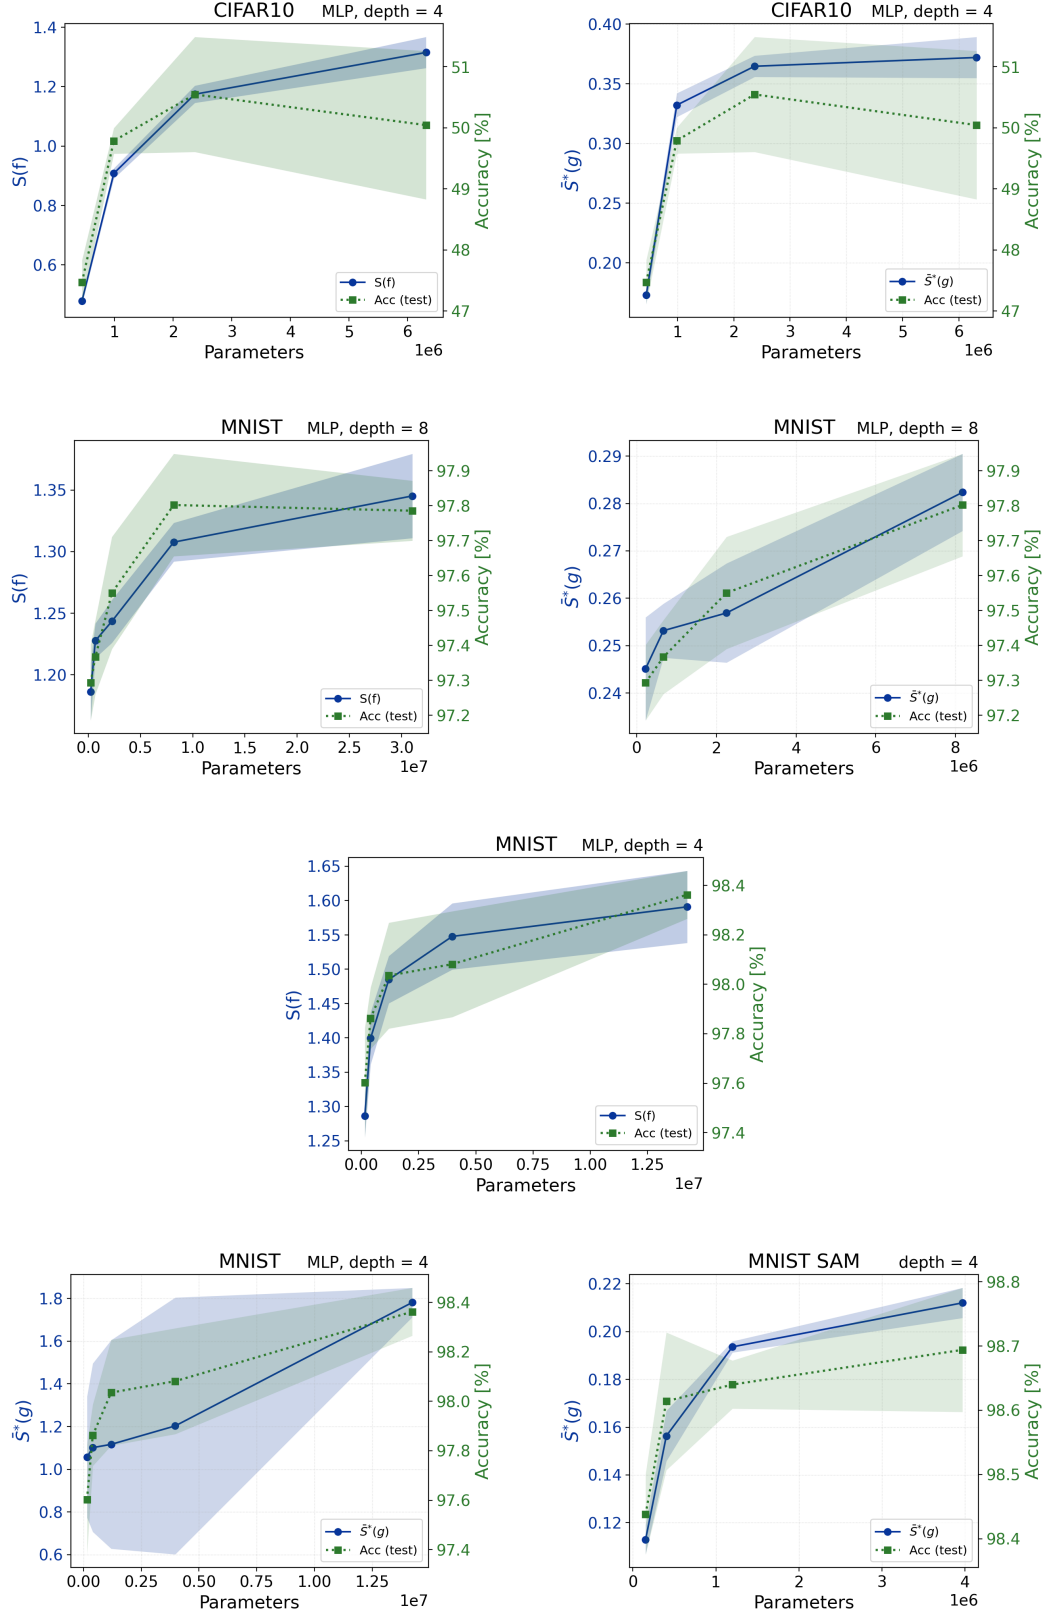 CIFAR10 MLP, depth = 4
1.4
1.2
1.0
0.8
0.6
S(f)
51
50
49
48
47
Accuracy [%]
S(f)
Acc (test)
1 2 3 4 5 6
Parameters
1e6
CIFAR10 MLP, depth = 4
0.40
0.35
0.30
0.25
0.20
S̄*(g)
51
50
49
48
47
Accuracy [%]
S̄*(g)
Acc (test)
1 2 3 4 5 6
Parameters
1e6
MNIST MLP, depth = 8
1.35
1.30
1.25
1.20
S(f)
97.9
97.8
97.7
97.6
97.5
97.4
97.3
97.2
Accuracy [%]
S(f)
Acc (test)
0.0 0.5 1.0 1.5 2.0 2.5 3.0
Parameters
1e7
MNIST MLP, depth = 8
0.29
0.28
0.27
0.26
0.25
0.24
S̄*(g)
97.9
97.8
97.7
97.6
97.5
97.4
97.3
97.2
Accuracy [%]
S̄*(g)
Acc (test)
0 2 4 6 8
Parameters
1e6
MNIST MLP, depth = 4
1.65
1.60
1.55
1.50
1.45
1.40
1.35
1.30
1.25
S(f)
98.4
98.2
98.0
97.8
97.6
97.4
Accuracy [%]
S(f)
Acc (test)
0.00 0.25 0.50 0.75 1.00 1.25
Parameters
1e7
MNIST MLP, depth = 4
1.8
1.6
1.4
1.2
1.0
0.8
0.6
S̄*(g)
98.4
98.2
98.0
97.8
97.6
97.4
Accuracy [%]
S̄*(g)
Acc (test)
0.00 0.25 0.50 0.75 1.00 1.25
Parameters
1e7
MNIST SAM depth = 4
0.22
0.20
0.18
0.16
0.14
0.12
S̄*(g)
98.8
98.7
98.6
98.5
98.4
Accuracy [%]
S̄*(g)
Acc (test)
0 1 2 3 4
Parameters
1e6